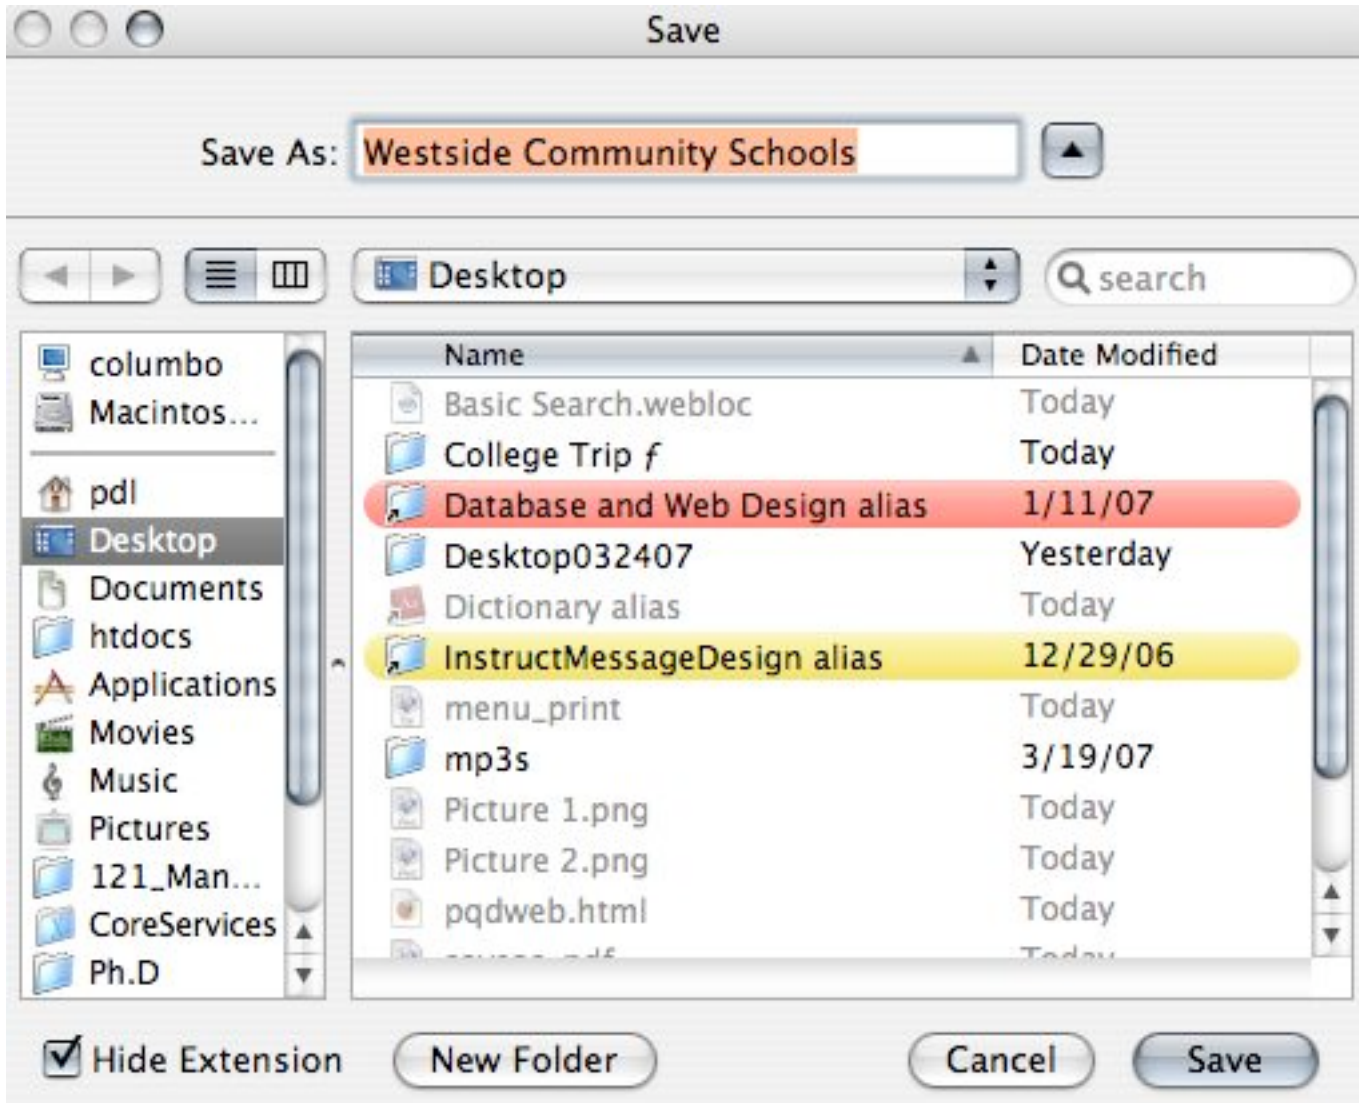 Save
Save As: Westside Community Schools
Desktop
search
columbo
Macintos...
pdl
Desktop
Documents
htdocs
Applications
Movies
Music
Pictures
121_Man...
CoreServices
Ph.D
Name Date Modified
Basic Search.webloc Today
College Trip ƒ Today
Database and Web Design alias 1/11/07
Desktop032407 Yesterday
Dictionary alias Today
InstructMessageDesign alias 12/29/06
menu_print Today
mp3s 3/19/07
Picture 1.png Today
Picture 2.png Today
pqdweb.html Today
Today
Hide Extension New Folder Cancel Save